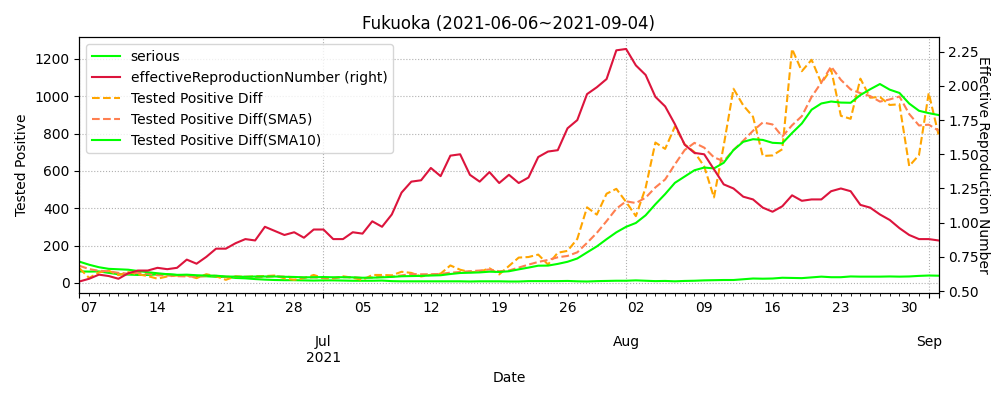 Fukuoka (2021-06-06~2021-09-04)
serious
effectiveReproductionNumber (right)
Tested Positive Diff
Tested Positive Diff(SMA5)
Tested Positive Diff(SMA10)
Tested Positive
1200
1000
800
600
400
200
0
Effective Reproduction Number
2.25
2.00
1.75
1.50
1.25
1.00
0.75
0.50
07 14 21 28 05 12 19 26 02 09 16 23 30
Jul Aug Sep
2021
Date